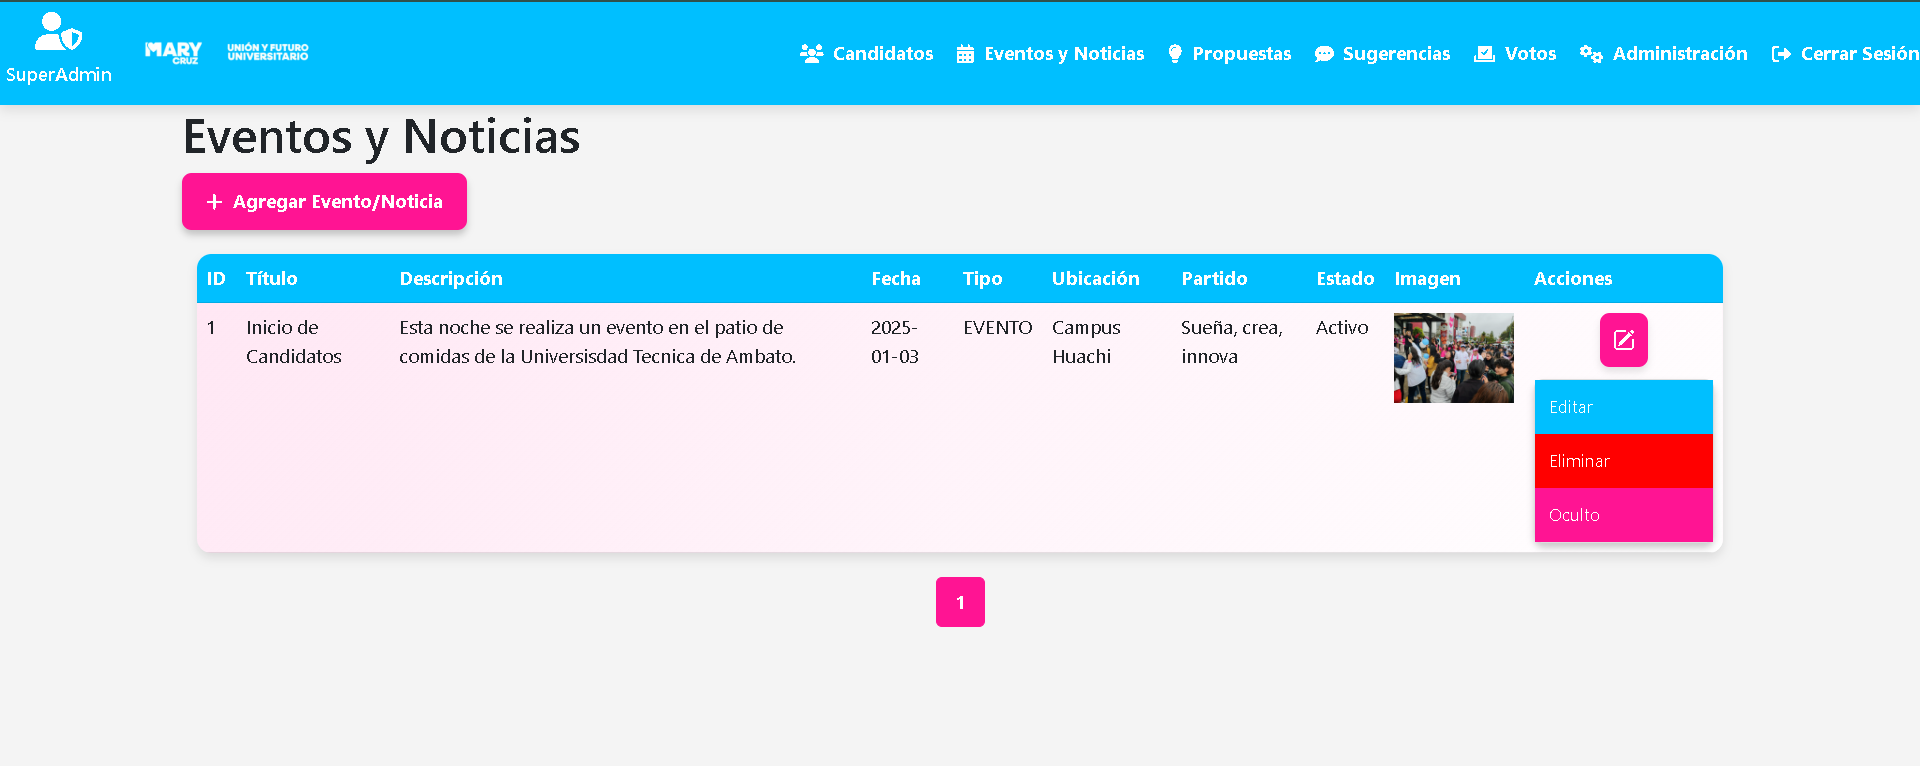 SuperAdmin
MARY CRUZ
UNIÓN Y FUTURO
UNIVERSITARIO
Candidatos
Eventos y Noticias
Propuestas
Sugerencias
Votos
Administración
Cerrar Sesión
Eventos y Noticias
+ Agregar Evento/Noticia
ID Título Descripción Fecha Tipo Ubicación Partido Estado Imagen Acciones
1 Inicio de Esta noche se realiza un evento en el patio de 2025- EVENTO Campus Sueña, crea, Activo
Candidatos comidas de la Universisdad Tecnica de Ambato. 01-03 Huachi innova
Editar
Eliminar
Oculto
1